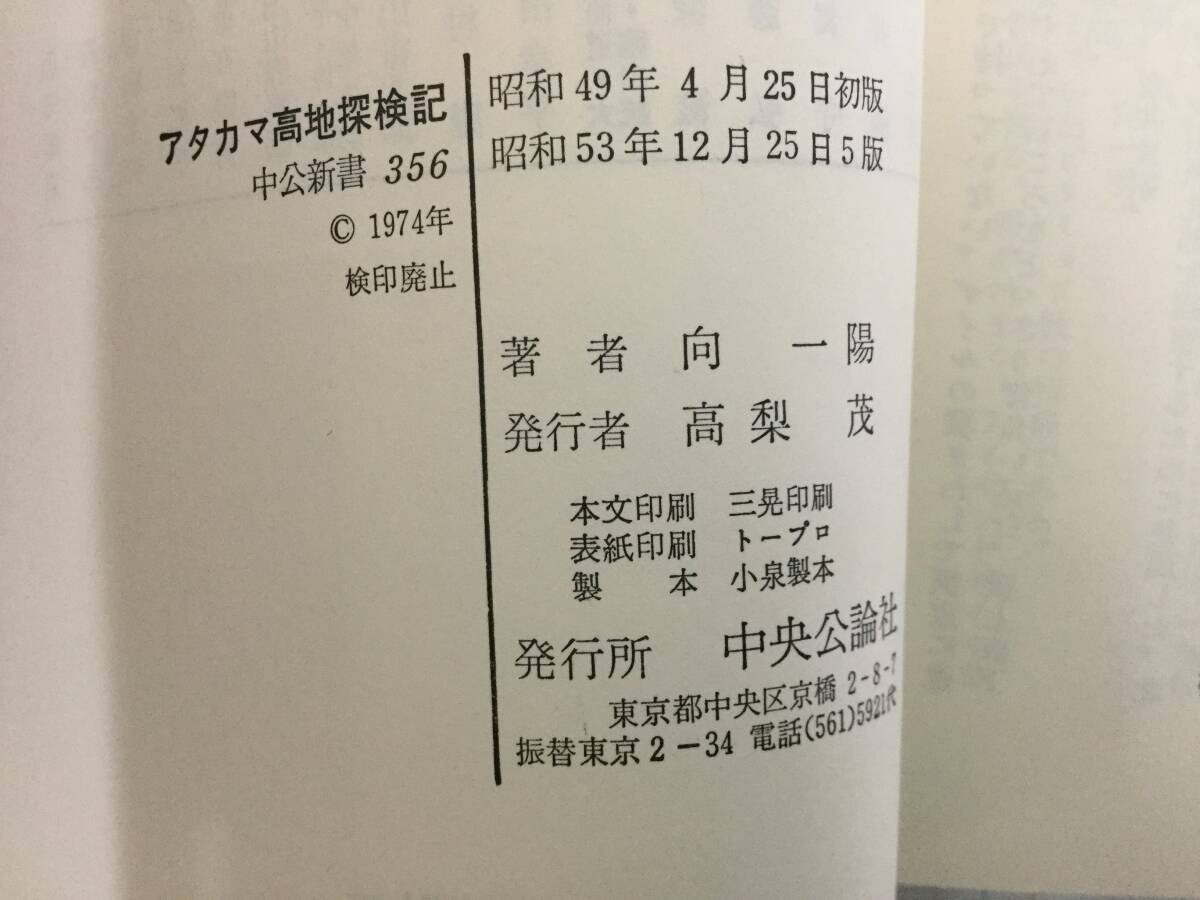 アタカマ高地探検記
中公新書 356
© 1974年
検印廃止
昭和49年4月25日初版
昭和53年12月25日5版
著者 向一陽
発行者 高梨茂
本文印刷 三晃印刷
表紙印刷 トープロ
製本 小泉製本
発行所 中央公論社
東京都中央区京橋2-8-7
振替東京2-34 電話(561)5921代